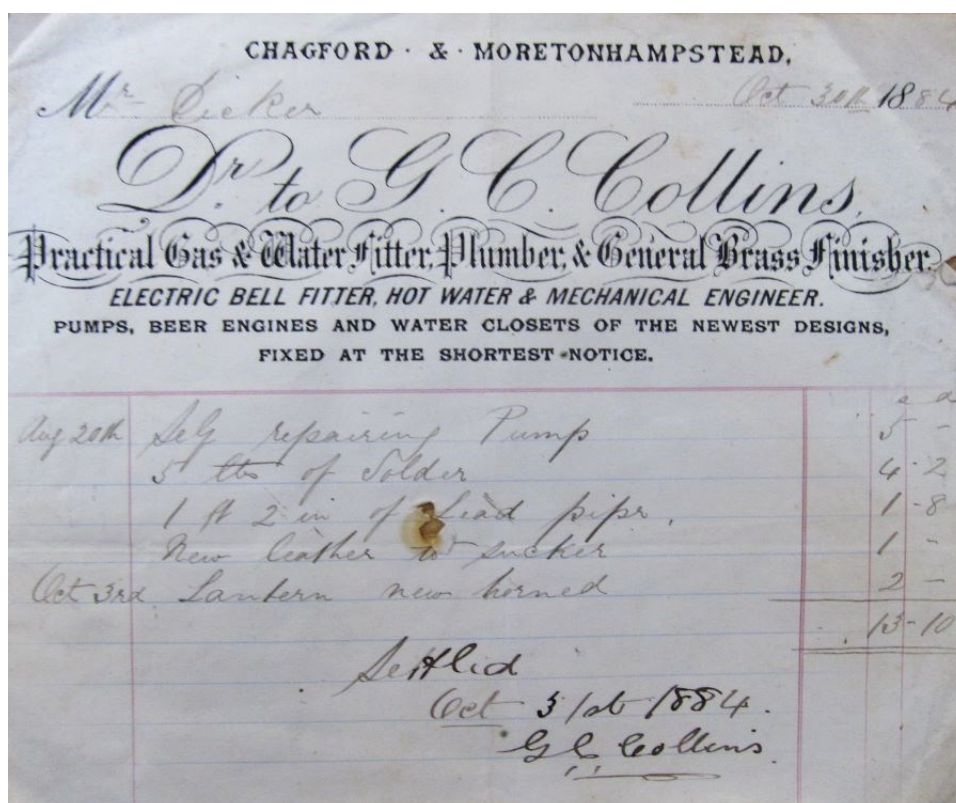 CHAGFORD · & · MORETONHAMPSTEAD,
Mr Dicker Oct 30th 1884
Dr. to G. C. Collins,
Practical Gas & Water Fitter, Plumber, & General Brass Finisher.
ELECTRIC BELL FITTER, HOT WATER & MECHANICAL ENGINEER.
PUMPS, BEER ENGINES AND WATER CLOSETS OF THE NEWEST DESIGNS,
FIXED AT THE SHORTEST NOTICE.
s d
Aug 20th repairing Pump 5 -
5 lbs of Solder 4 - 2
1 ft 2 in of Lead pipe, 1 - 8
New leather to sucker 1 -
Oct 3rd Lantern new horned 2 -
13 - 10
Settled
Oct 31st 1884.
G C Collins